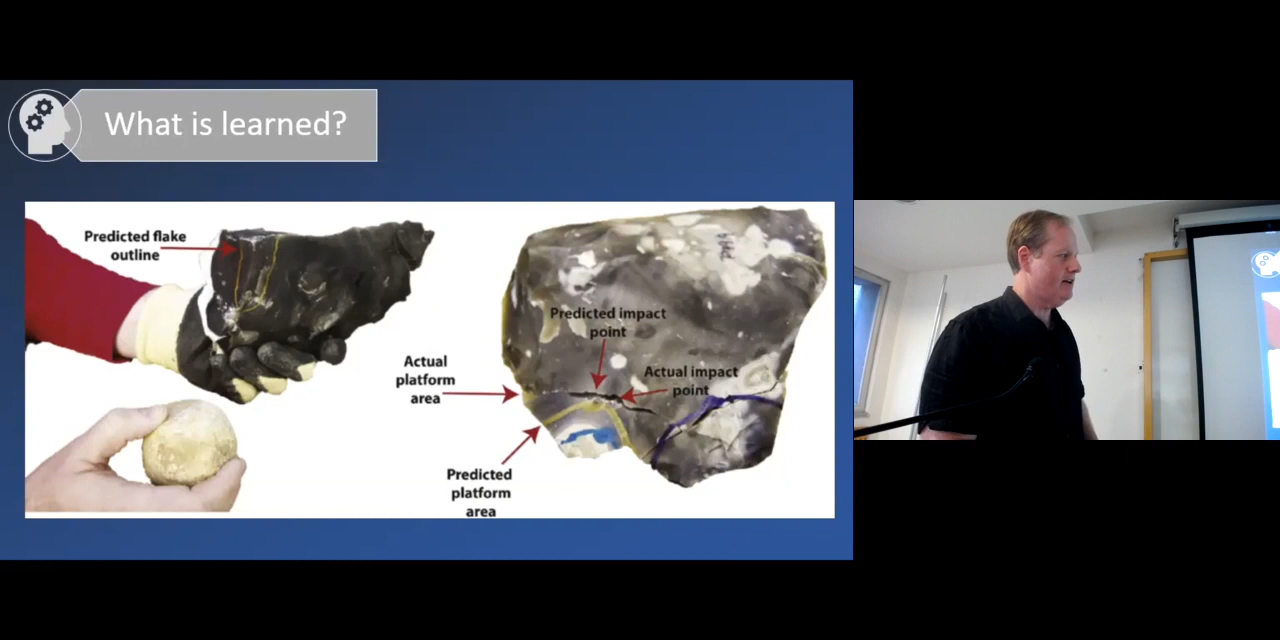 What is learned?
Predicted flake
outline
Predicted impact
point
Actual
platform
area
Actual impact
point
Predicted
platform
area